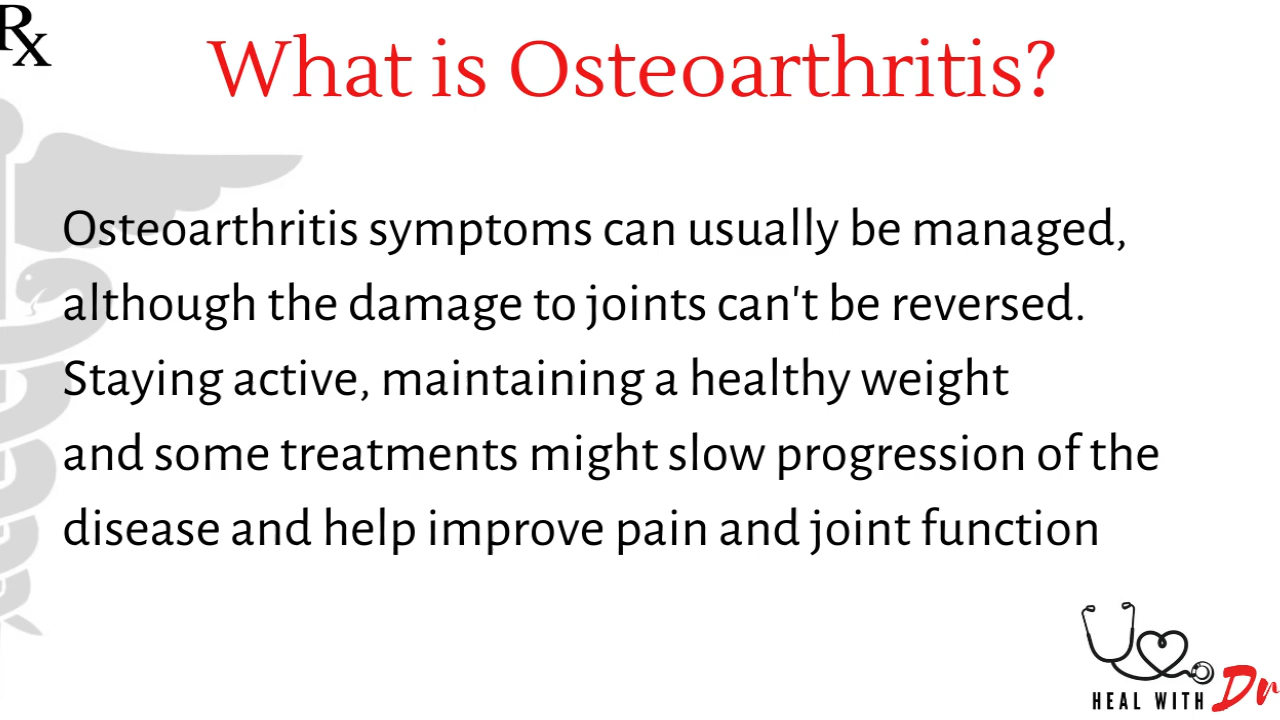 Rx
What is Osteoarthritis?
Osteoarthritis symptoms can usually be managed,
although the damage to joints can't be reversed.
Staying active, maintaining a healthy weight
and some treatments might slow progression of the
disease and help improve pain and joint function
HEAL WITH Dr